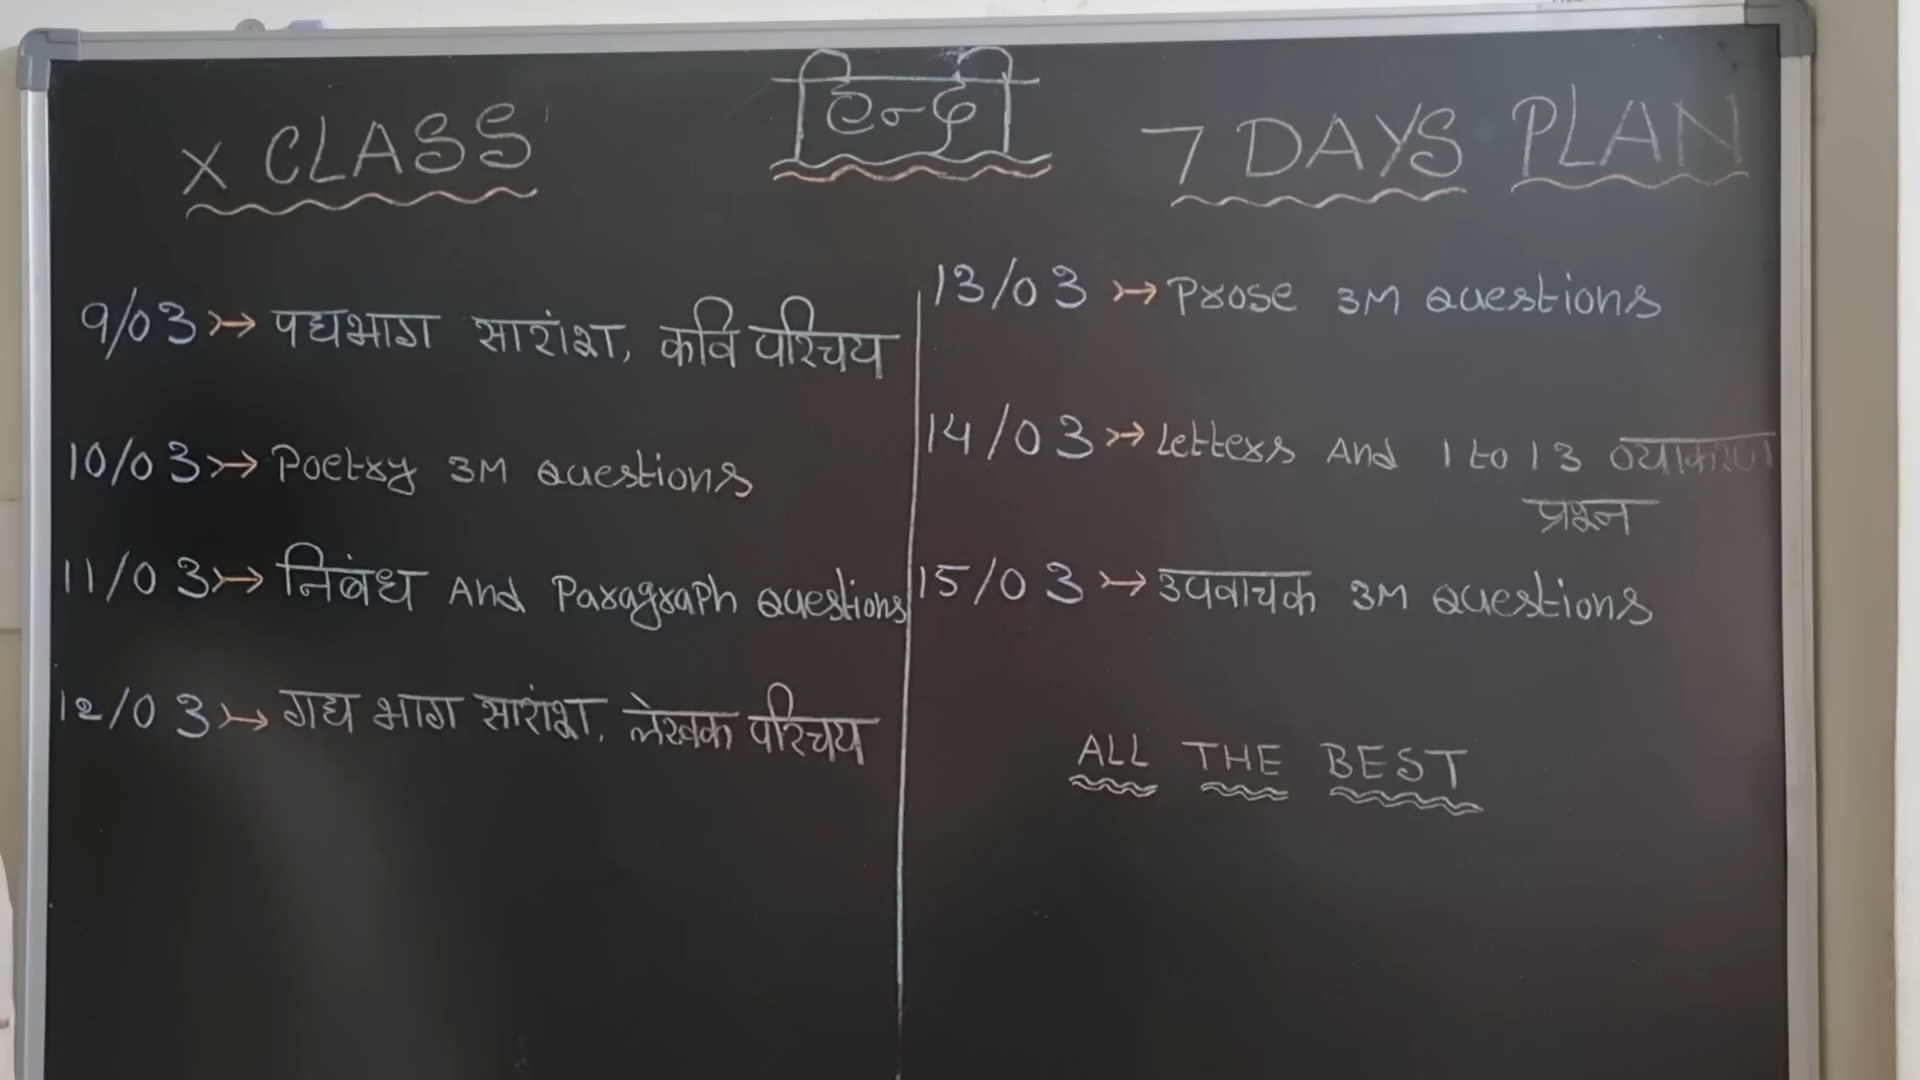 X CLASS
हिन्दी
7 DAYS PLAN
9/03 ↣ पद्यभाग सारांश, कवि परिचय
10/03 ↣ Poetry 3M Questions
11/03 ↣ निबंध And Paragraph Questions
12/03 ↣ गद्य भाग सारांश, लेखक परिचय
13/03 ↣ Prose 3M Questions
14/03 ↣ Letters And 1 to 13 व्याकरण
प्रश्न
15/03 ↣ उपवाचक 3M Questions
ALL THE BEST